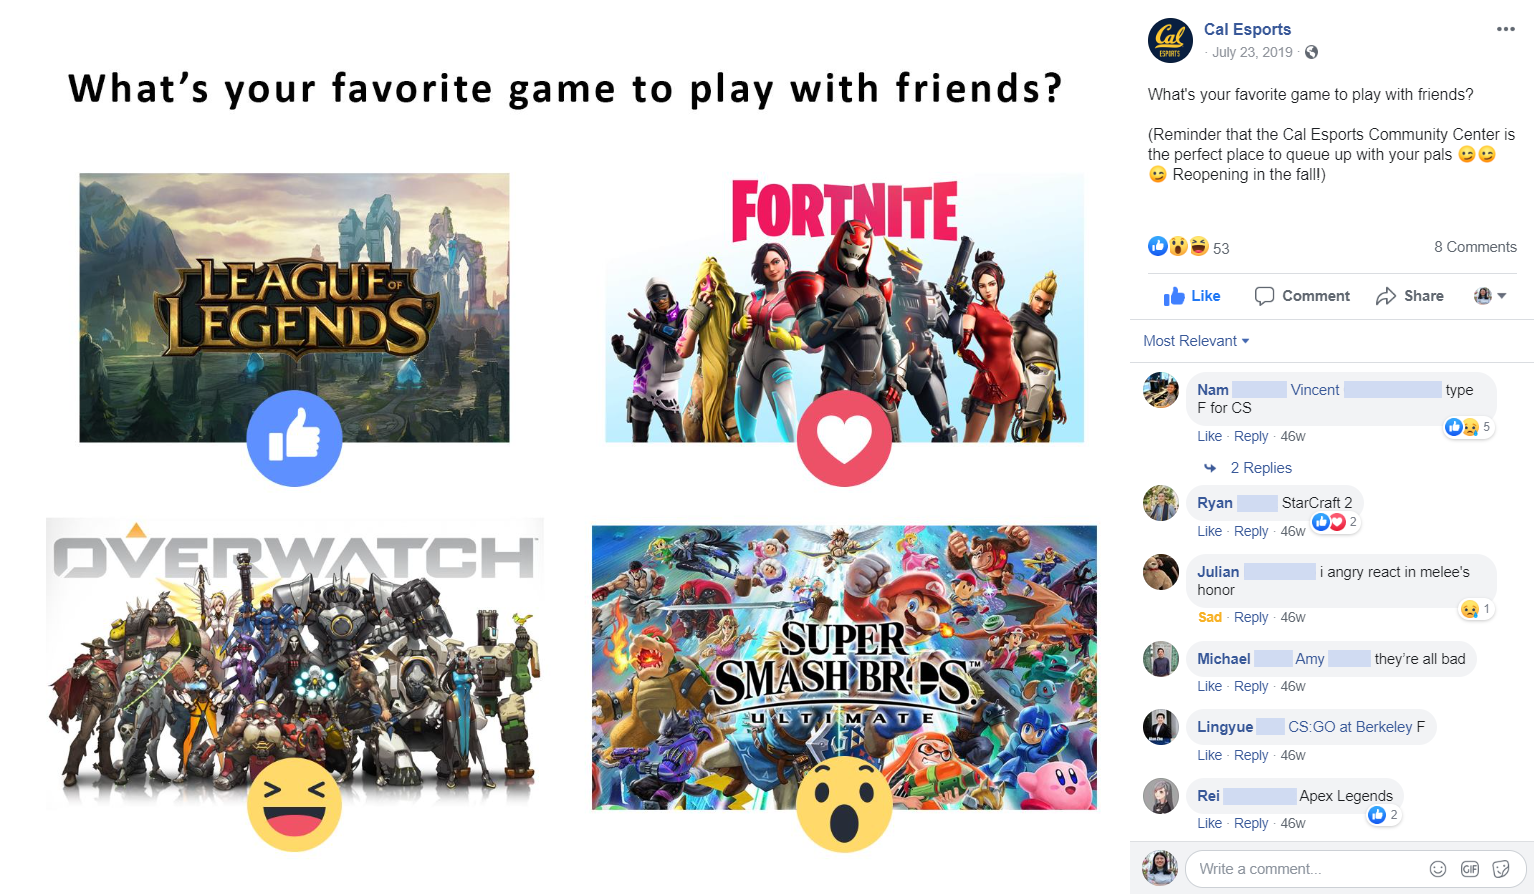 What's your favorite game to play with friends?
LEAGUE OF
LEGENDS
FORTNITE
OVERWATCH
SUPER
SMASH BROS.™
ULTIMATE
Cal
ESPORTS
Cal Esports
· July 23, 2019 ·
What's your favorite game to play with friends?
(Reminder that the Cal Esports Community Center is
the perfect place to queue up with your pals 😉😉
😉 Reopening in the fall!)
53
8 Comments
Like
Comment
Share
Most Relevant
Nam Vincent type
F for CS
5
Like · Reply · 46w
2 Replies
Ryan StarCraft 2
2
Like · Reply · 46w
Julian i angry react in melee's
honor
1
Sad · Reply · 46w
Michael Amy they're all bad
Like · Reply · 46w
Lingyue CS:GO at Berkeley F
Like · Reply · 46w
Rei Apex Legends
2
Like · Reply · 46w
Write a comment...
GIF